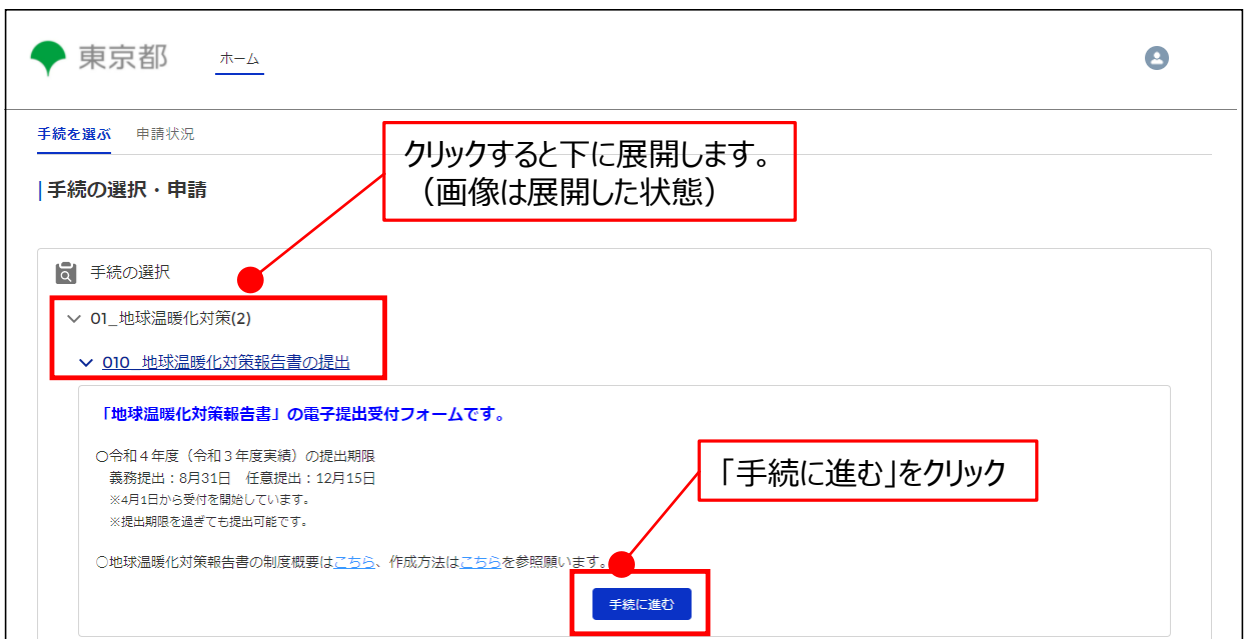 東京都
ホーム
手続を選ぶ 申請状況
クリックすると下に展開します。
（画像は展開した状態）
手続の選択・申請
手続の選択
01_地球温暖化対策(2)
010_地球温暖化対策報告書の提出
「地球温暖化対策報告書」の電子提出受付フォームです。
○令和４年度（令和３年度実績）の提出期限
義務提出：8月31日　任意提出：12月15日
※4月1日から受付を開始しています。
※提出期限を過ぎても提出可能です。
「手続に進む」をクリック
○地球温暖化対策報告書の制度概要はこちら、作成方法はこちらを参照願います。
手続に進む